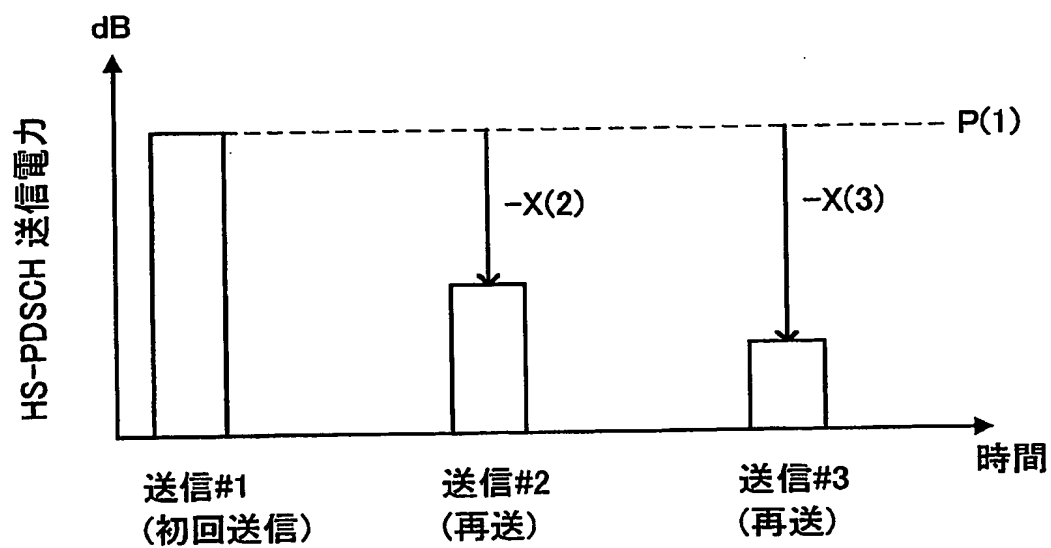 dB
HS-PDSCH 送信電力
P(1)
-X(2)
-X(3)
時間
送信#1
(初回送信)
送信#2
(再送)
送信#3
(再送)